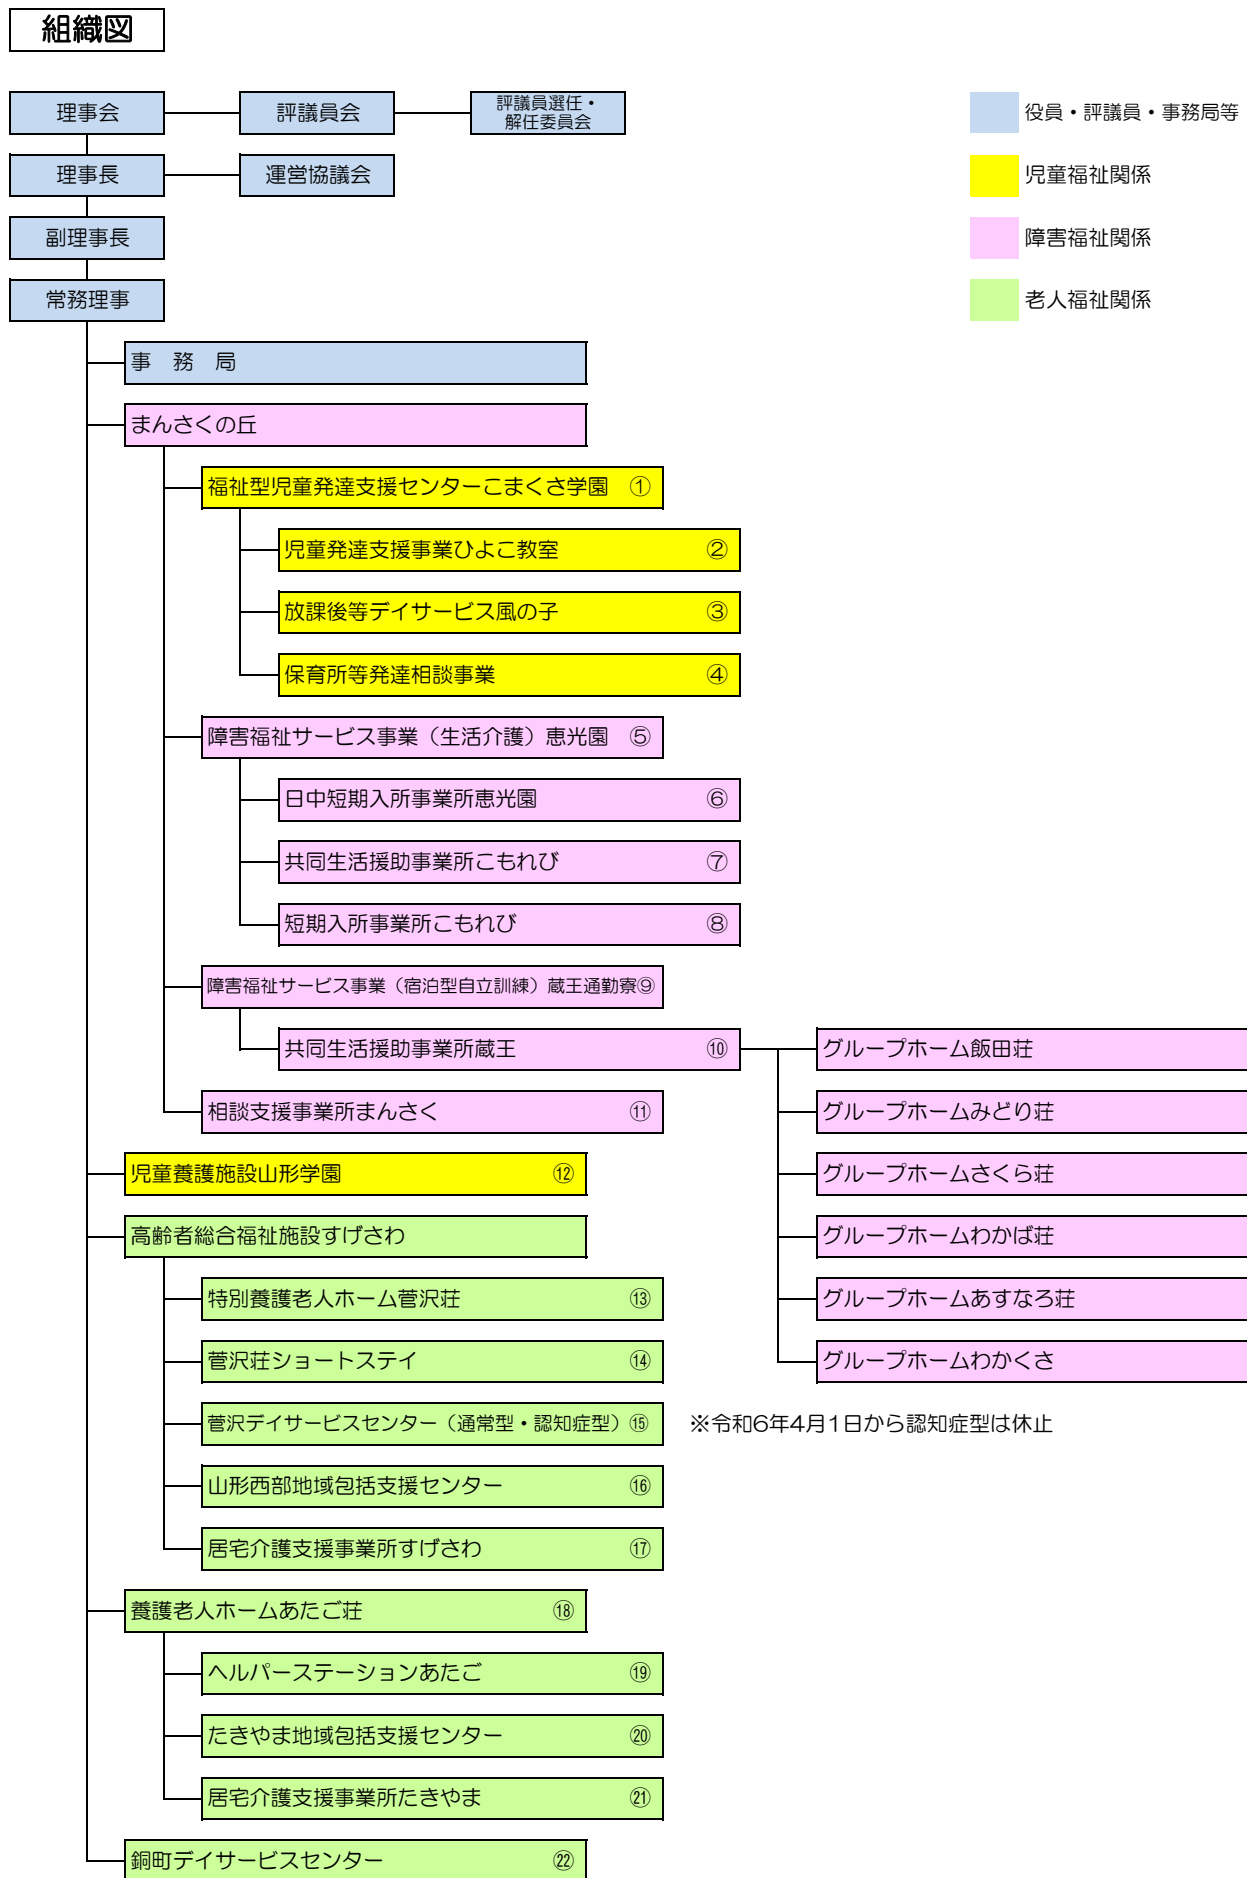 組織図
理事会
評議員会
評議員選任・
解任委員会
役員・評議員・事務局等
理事長
運営協議会
児童福祉関係
副理事長
障害福祉関係
常務理事
老人福祉関係
事　務　局
まんさくの丘
福祉型児童発達支援センターこまくさ学園　①
児童発達支援事業ひよこ教室　②
放課後等デイサービス風の子　③
保育所等発達相談事業　④
障害福祉サービス事業（生活介護）恵光園　⑤
日中短期入所事業所恵光園　⑥
共同生活援助事業所こもれび　⑦
短期入所事業所こもれび　⑧
障害福祉サービス事業（宿泊型自立訓練）蔵王通勤寮⑨
共同生活援助事業所蔵王　⑩
グループホーム飯田荘
相談支援事業所まんさく　⑪
グループホームみどり荘
児童養護施設山形学園　⑫
グループホームさくら荘
高齢者総合福祉施設すげさわ
グループホームわかば荘
特別養護老人ホーム菅沢荘　⑬
グループホームあすなろ荘
菅沢荘ショートステイ　⑭
グループホームわかくさ
菅沢デイサービスセンター（通常型・認知症型）⑮
※令和6年4月1日から認知症型は休止
山形西部地域包括支援センター　⑯
居宅介護支援事業所すげさわ　⑰
養護老人ホームあたご荘　⑱
ヘルパーステーションあたご　⑲
たきやま地域包括支援センター　⑳
居宅介護支援事業所たきやま　㉑
銅町デイサービスセンター　㉒